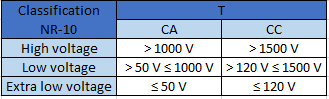 Classification T
NR-10 CA CC
High voltage > 1000 V > 1500 V
Low voltage > 50 V ≤ 1000 V > 120 V ≤ 1500 V
Extra low voltage ≤ 50 V ≤ 120 V